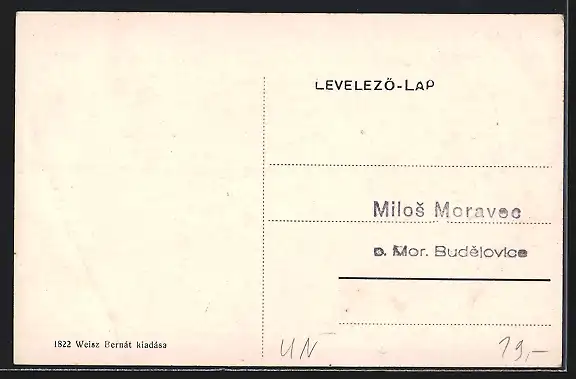 LEVELEZŐ-LAP
Miloš Moravec
Mor. Budějovice
1822 Weisz Bernát kiadása
UN
19,-